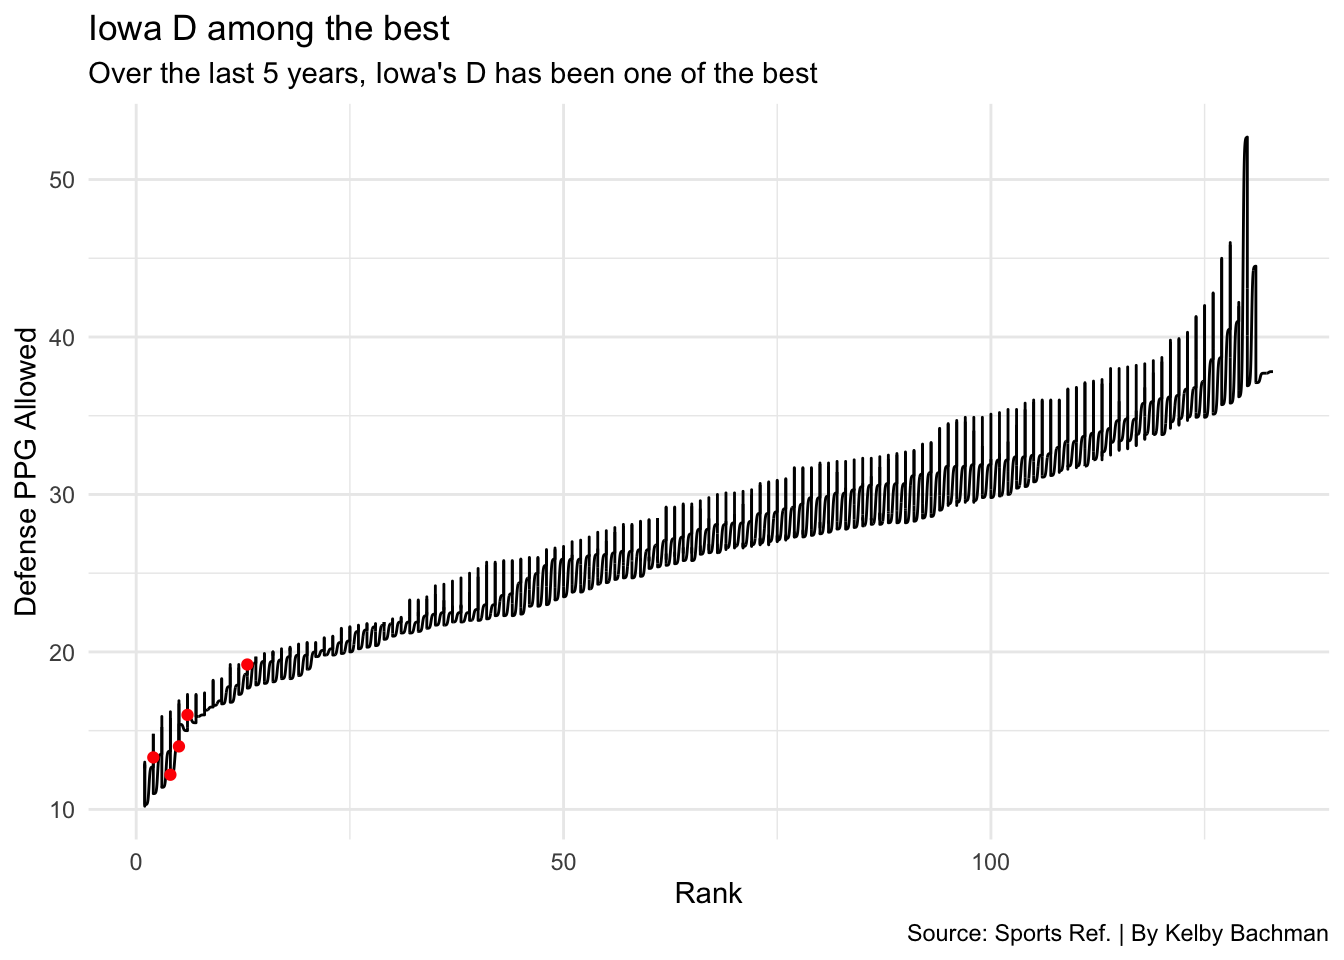 Iowa D among the best
Over the last 5 years, Iowa's D has been one of the best
Defense PPG Allowed
50
40
30
20
10
0
50
100
Rank
Source: Sports Ref. | By Kelby Bachman